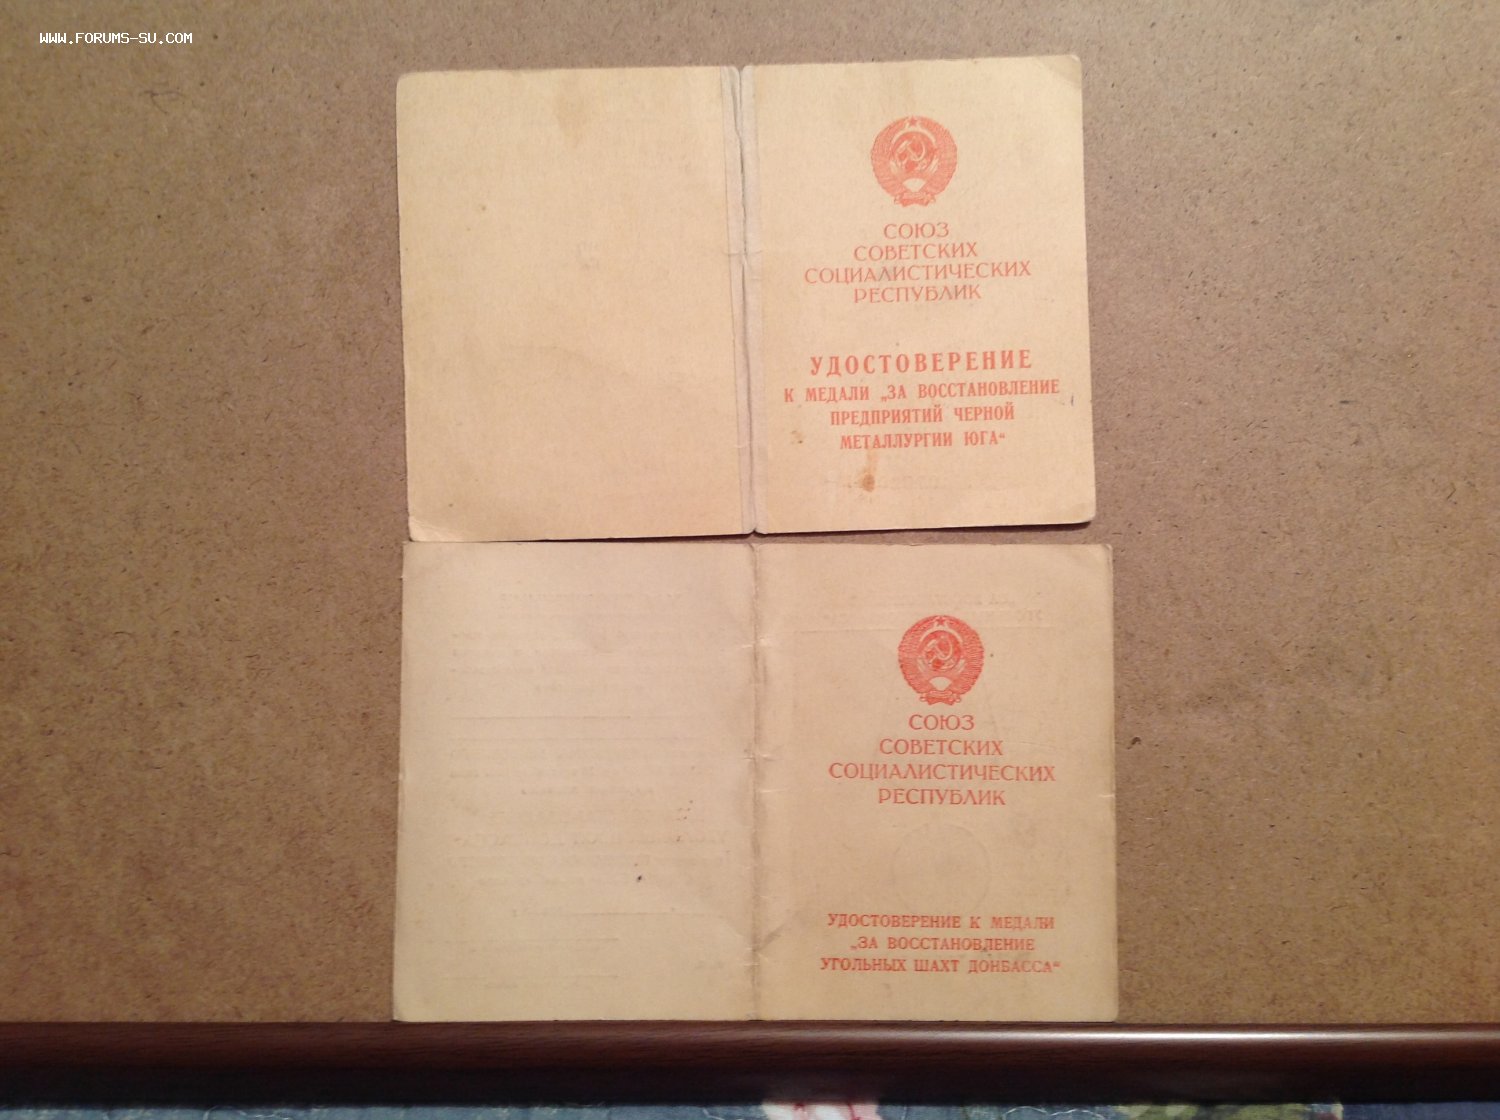 WWW.FORUMS-SU.COM
СОЮЗ
СОВЕТСКИХ
СОЦИАЛИСТИЧЕСКИХ
РЕСПУБЛИК
УДОСТОВЕРЕНИЕ
К МЕДАЛИ „ЗА ВОССТАНОВЛЕНИЕ
ПРЕДПРИЯТИЙ ЧЕРНОЙ
МЕТАЛЛУРГИИ ЮГА“
СОЮЗ
СОВЕТСКИХ
СОЦИАЛИСТИЧЕСКИХ
РЕСПУБЛИК
УДОСТОВЕРЕНИЕ К МЕДАЛИ
„ЗА ВОССТАНОВЛЕНИЕ
УГОЛЬНЫХ ШАХТ ДОНБАССА“